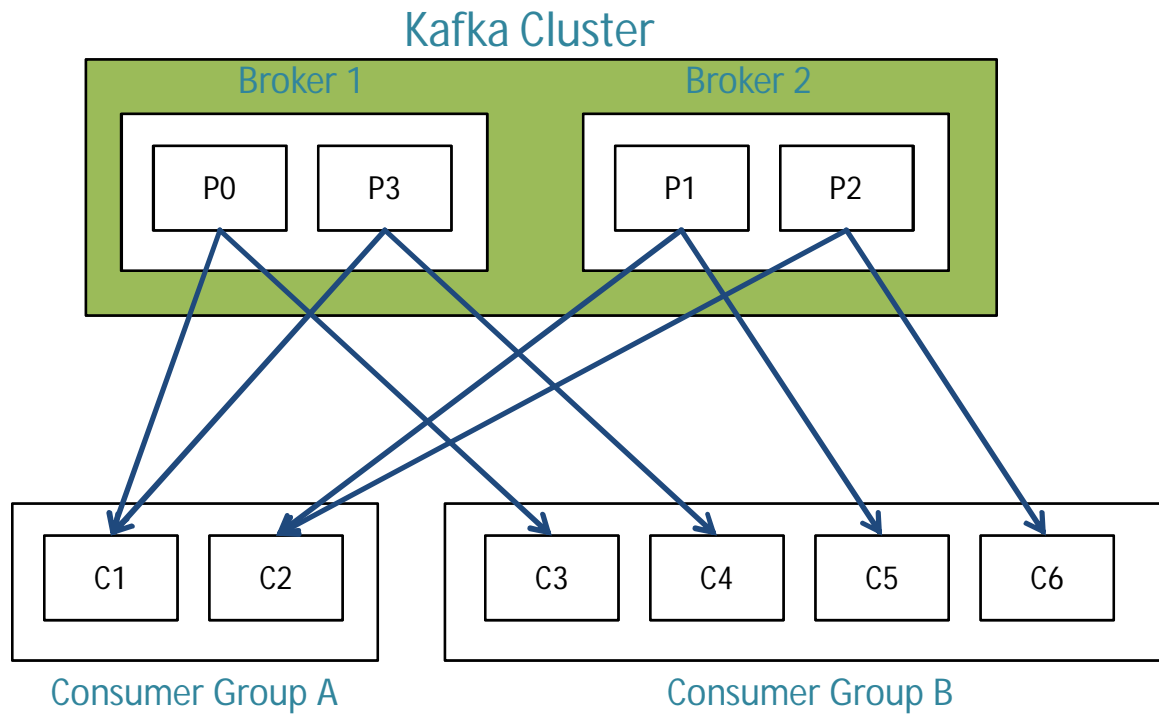 Kafka Cluster
Broker 1 Broker 2
P0 P3 P1 P2
C1 C2 C3 C4 C5 C6
Consumer Group A Consumer Group B